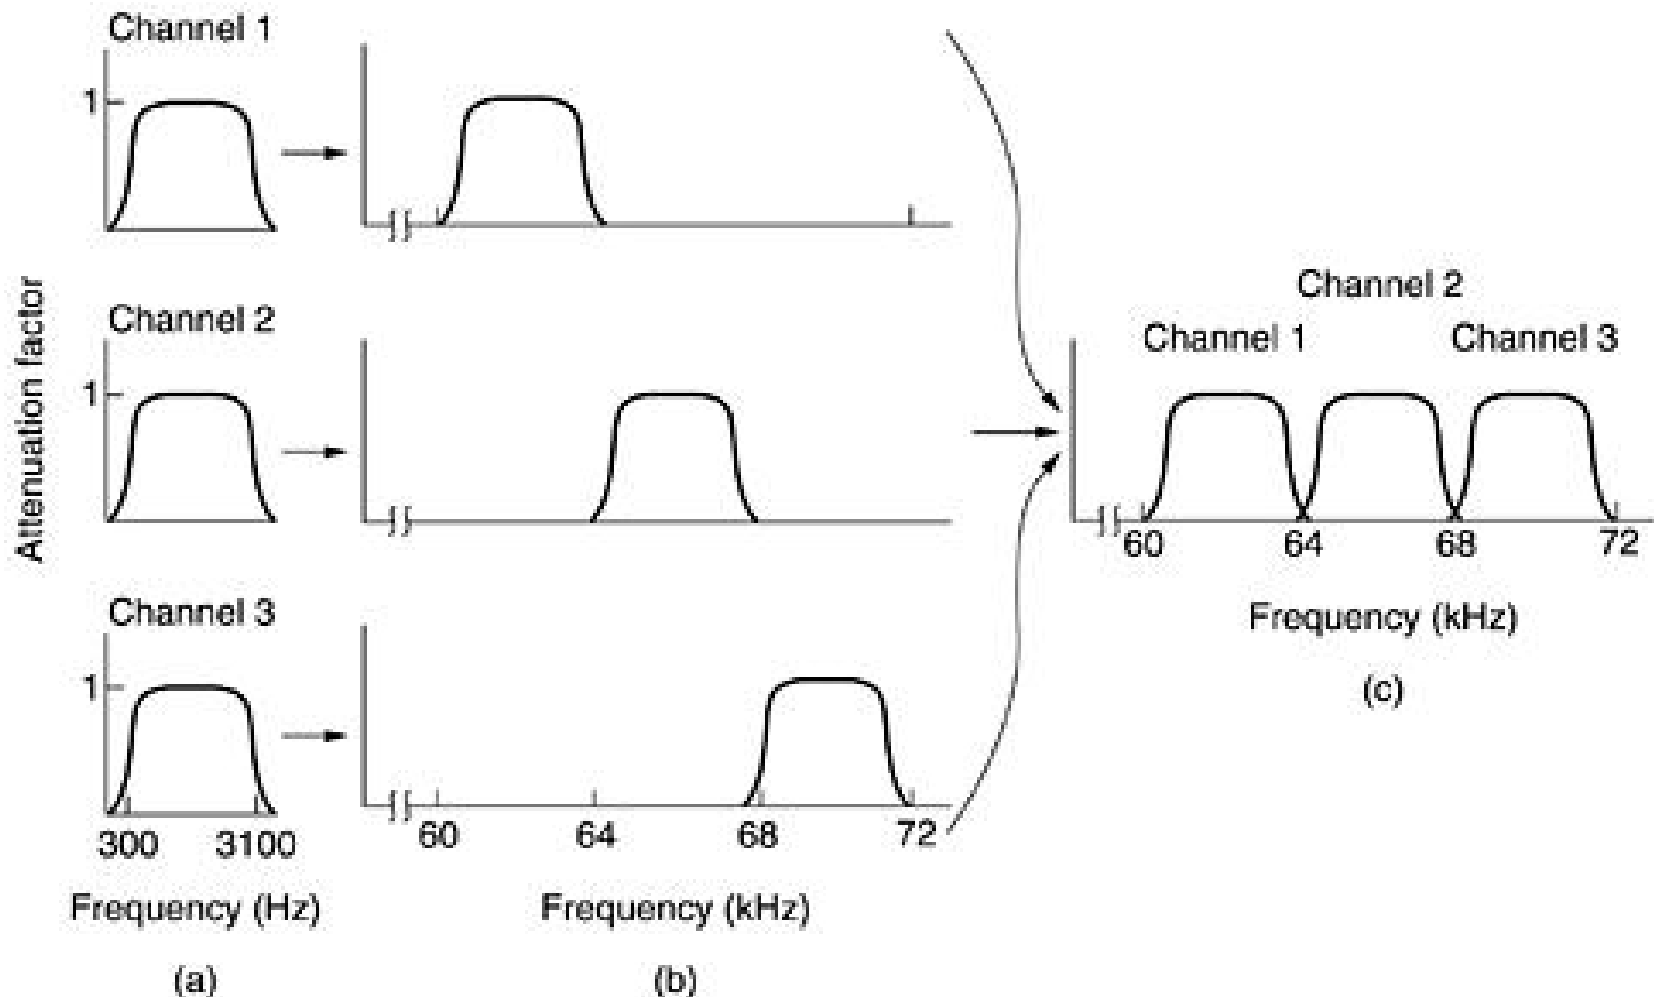 Channel 1
1
Channel 2
1
Channel 3
1
300 3100
Frequency (Hz)
(a)
Attenuation factor
60 64 68 72
Frequency (kHz)
(b)
Channel 2
Channel 1 Channel 3
60 64 68 72
Frequency (kHz)
(c)